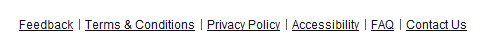 Feedback | Terms & Conditions | Privacy Policy | Accessibility | FAQ | Contact Us